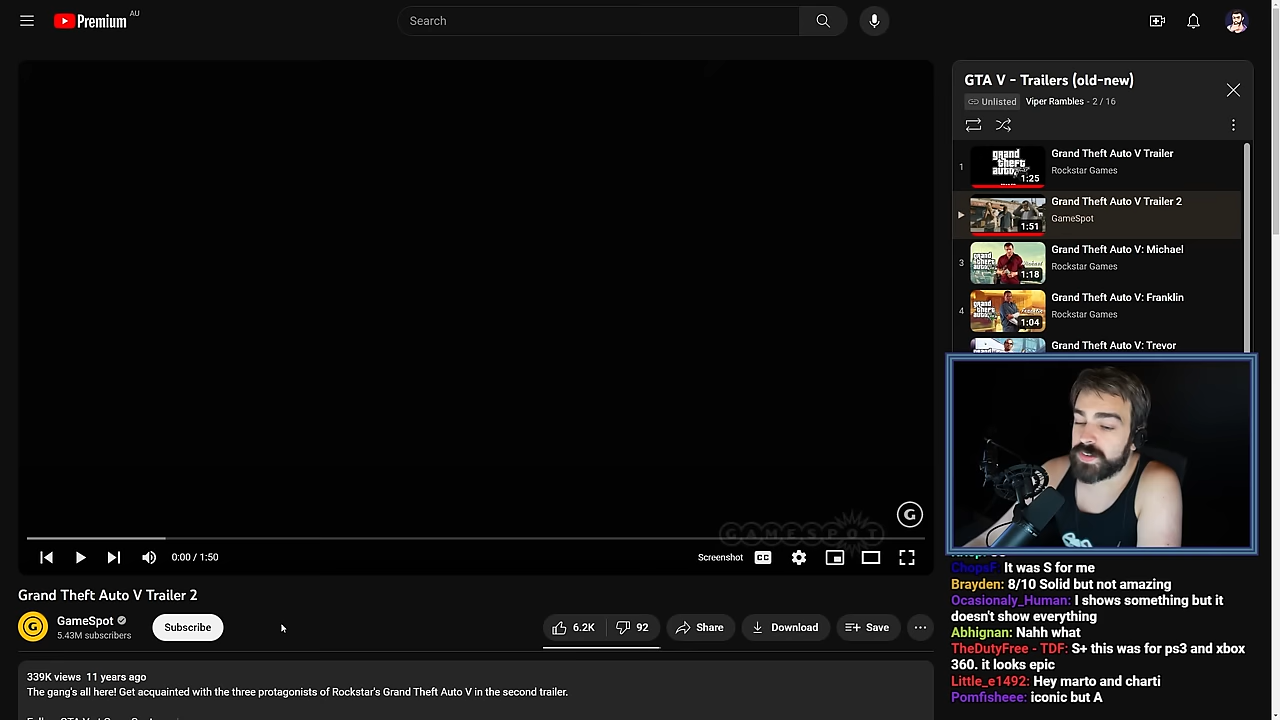 Premium AU
Search
GTA V - Trailers (old-new)
Unlisted Viper Rambles - 2 / 16
1
Grand Theft Auto V Trailer
Rockstar Games
grand theft auto V
1:25
Grand Theft Auto V Trailer 2
GameSpot
1:51
3
Grand Theft Auto V: Michael
Rockstar Games
1:18
4
Grand Theft Auto V: Franklin
Rockstar Games
1:04
Grand Theft Auto V: Trevor
G
GAMESPOT
0:00 / 1:50
Screenshot
CC
Grand Theft Auto V Trailer 2
GameSpot
5.43M subscribers
Subscribe
6.2K
92
Share
Download
Save
339K views 11 years ago
The gang's all here! Get acquainted with the three protagonists of Rockstar's Grand Theft Auto V in the second trailer.
ChopsF: It was S for me
Brayden: 8/10 Solid but not amazing
Ocasionaly_Human: I shows something but it
doesn't show everything
Abhignan: Nahh what
TheDutyFree - TDF: S+ this was for ps3 and xbox
360. it looks epic
Little_e1492: Hey marto and charti
Pomfisheee: iconic but A